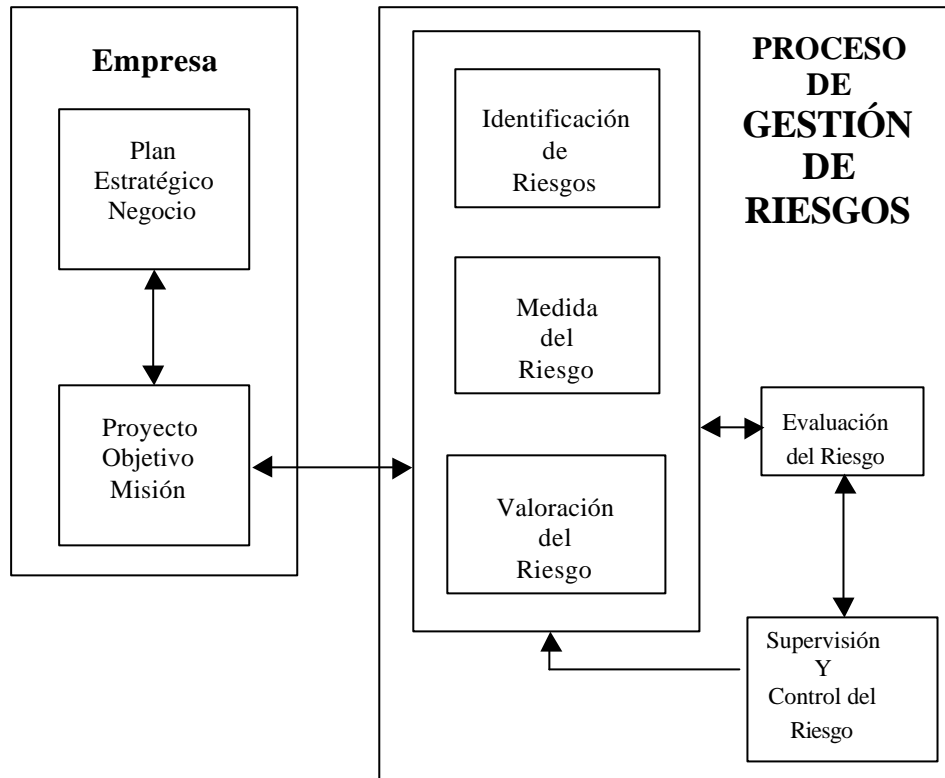 Empresa
Plan
Estratégico
Negocio
Proyecto
Objetivo
Misión
PROCESO
DE
GESTIÓN
DE
RIESGOS
Identificación
de
Riesgos
Medida
del
Riesgo
Valoración
del
Riesgo
Evaluación
del Riesgo
Supervisión
Y
Control del
Riesgo